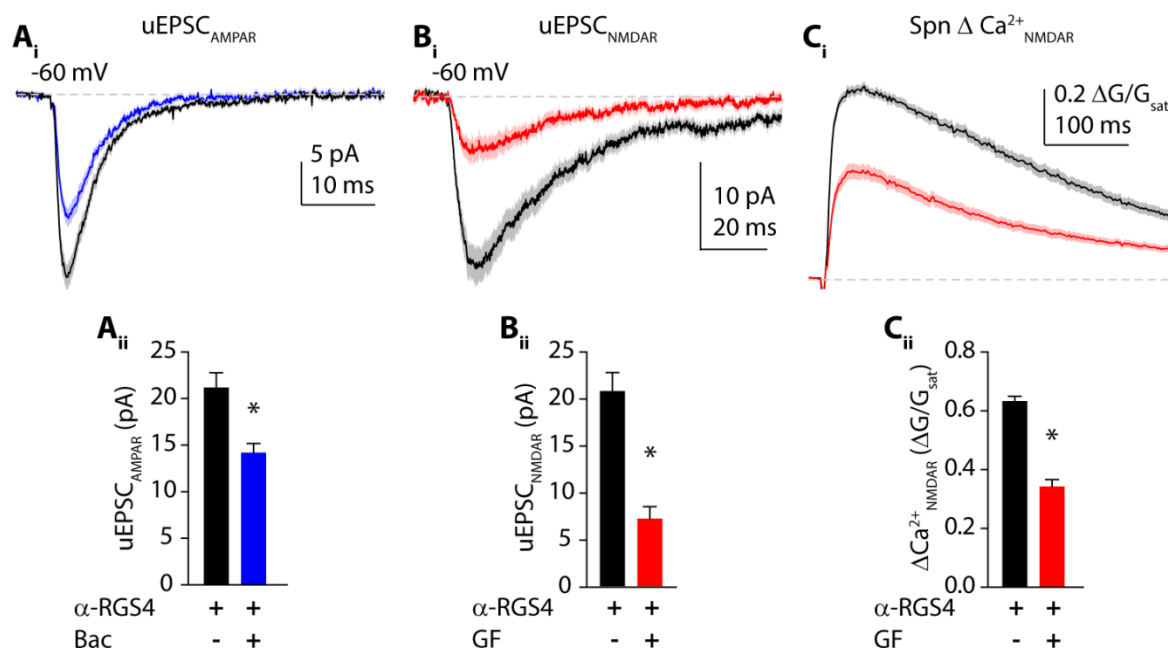 Ai uEPSCAMPAR
-60 mV
5 pA
10 ms
Bi uEPSCNMDAR
-60 mV
10 pA
20 ms
Ci Spn Δ Ca2+NMDAR
0.2 ΔG/Gsat
100 ms
Aii
uEPSCAMPAR (pA)
25
20
15
10
5
0
*
α-RGS4 + +
Bac - +
Bii
uEPSCNMDAR (pA)
25
20
15
10
5
0
*
α-RGS4 + +
GF - +
Cii
ΔCa2+NMDAR (ΔG/Gsat)
0.8
0.6
0.4
0.2
0.0
*
α-RGS4 + +
GF - +